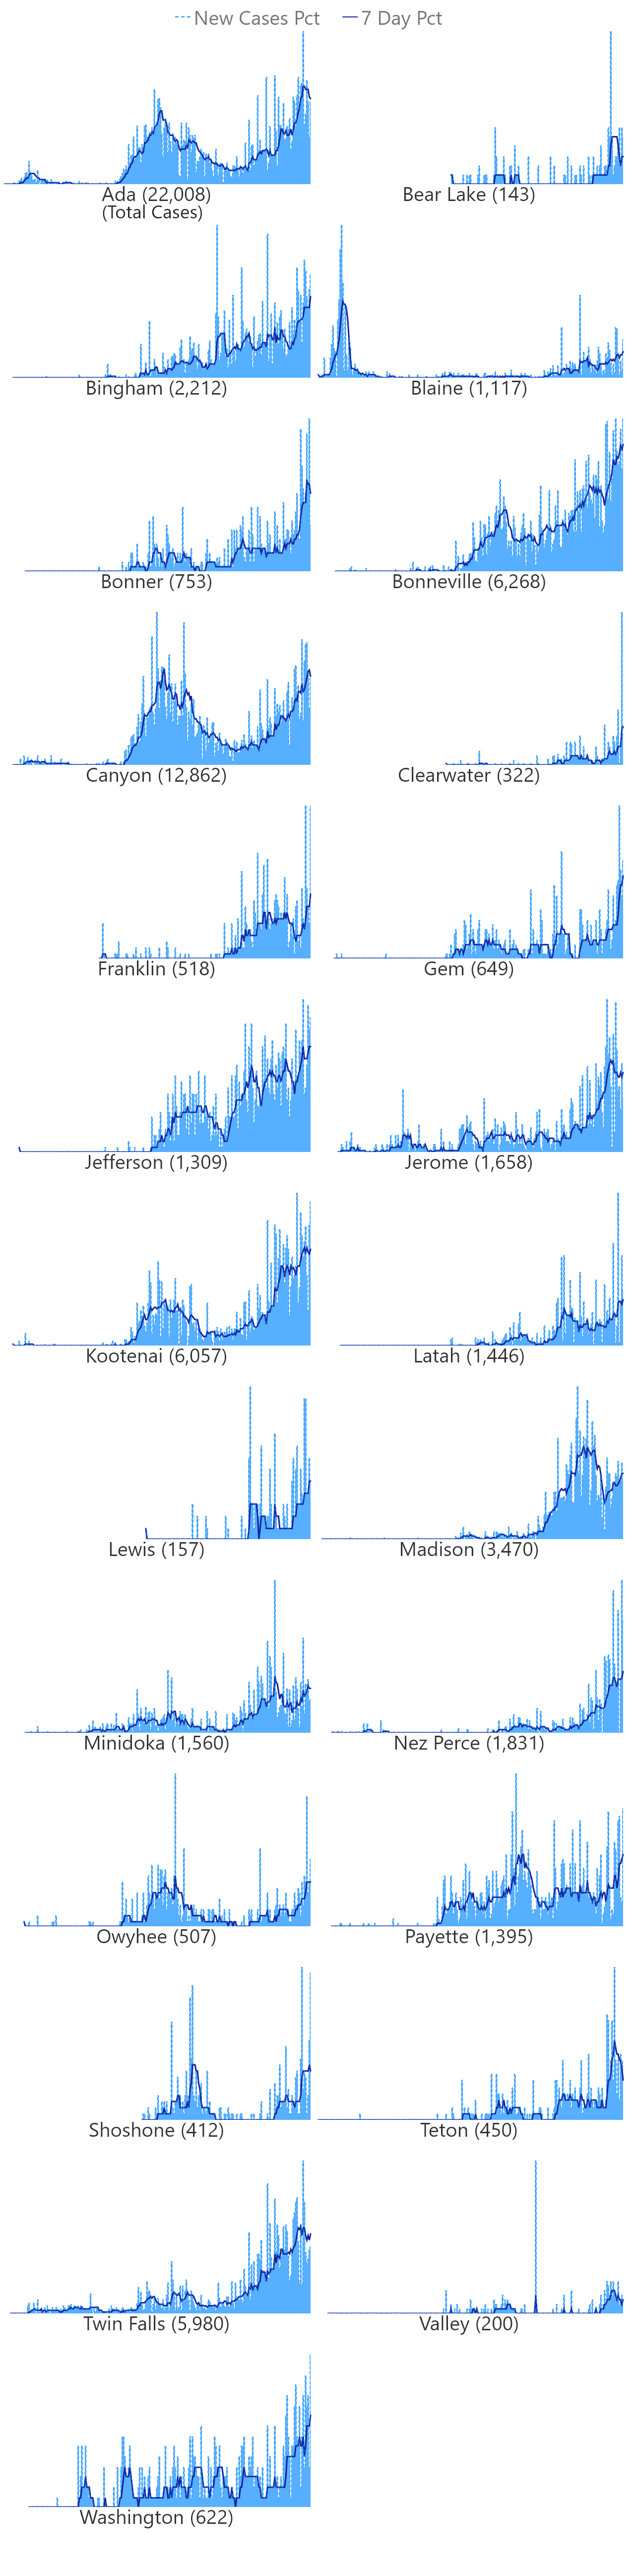 New Cases Pct 7 Day Pct
Ada (22,008) Bear Lake (143)
(Total Cases)
Bingham (2,212) Blaine (1,117)
Bonner (753) Bonneville (6,268)
Canyon (12,862) Clearwater (322)
Franklin (518) Gem (649)
Jefferson (1,309) Jerome (1,658)
Kootenai (6,057) Latah (1,446)
Lewis (157) Madison (3,470)
Minidoka (1,560) Nez Perce (1,831)
Owyhee (507) Payette (1,395)
Shoshone (412) Teton (450)
Twin Falls (5,980) Valley (200)
Washington (622)